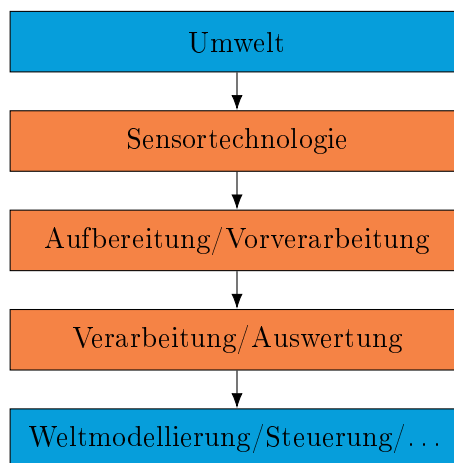 Umwelt
Sensortechnologie
Aufbereitung/Vorverarbeitung
Verarbeitung/Auswertung
Weltmodellierung/Steuerung/...